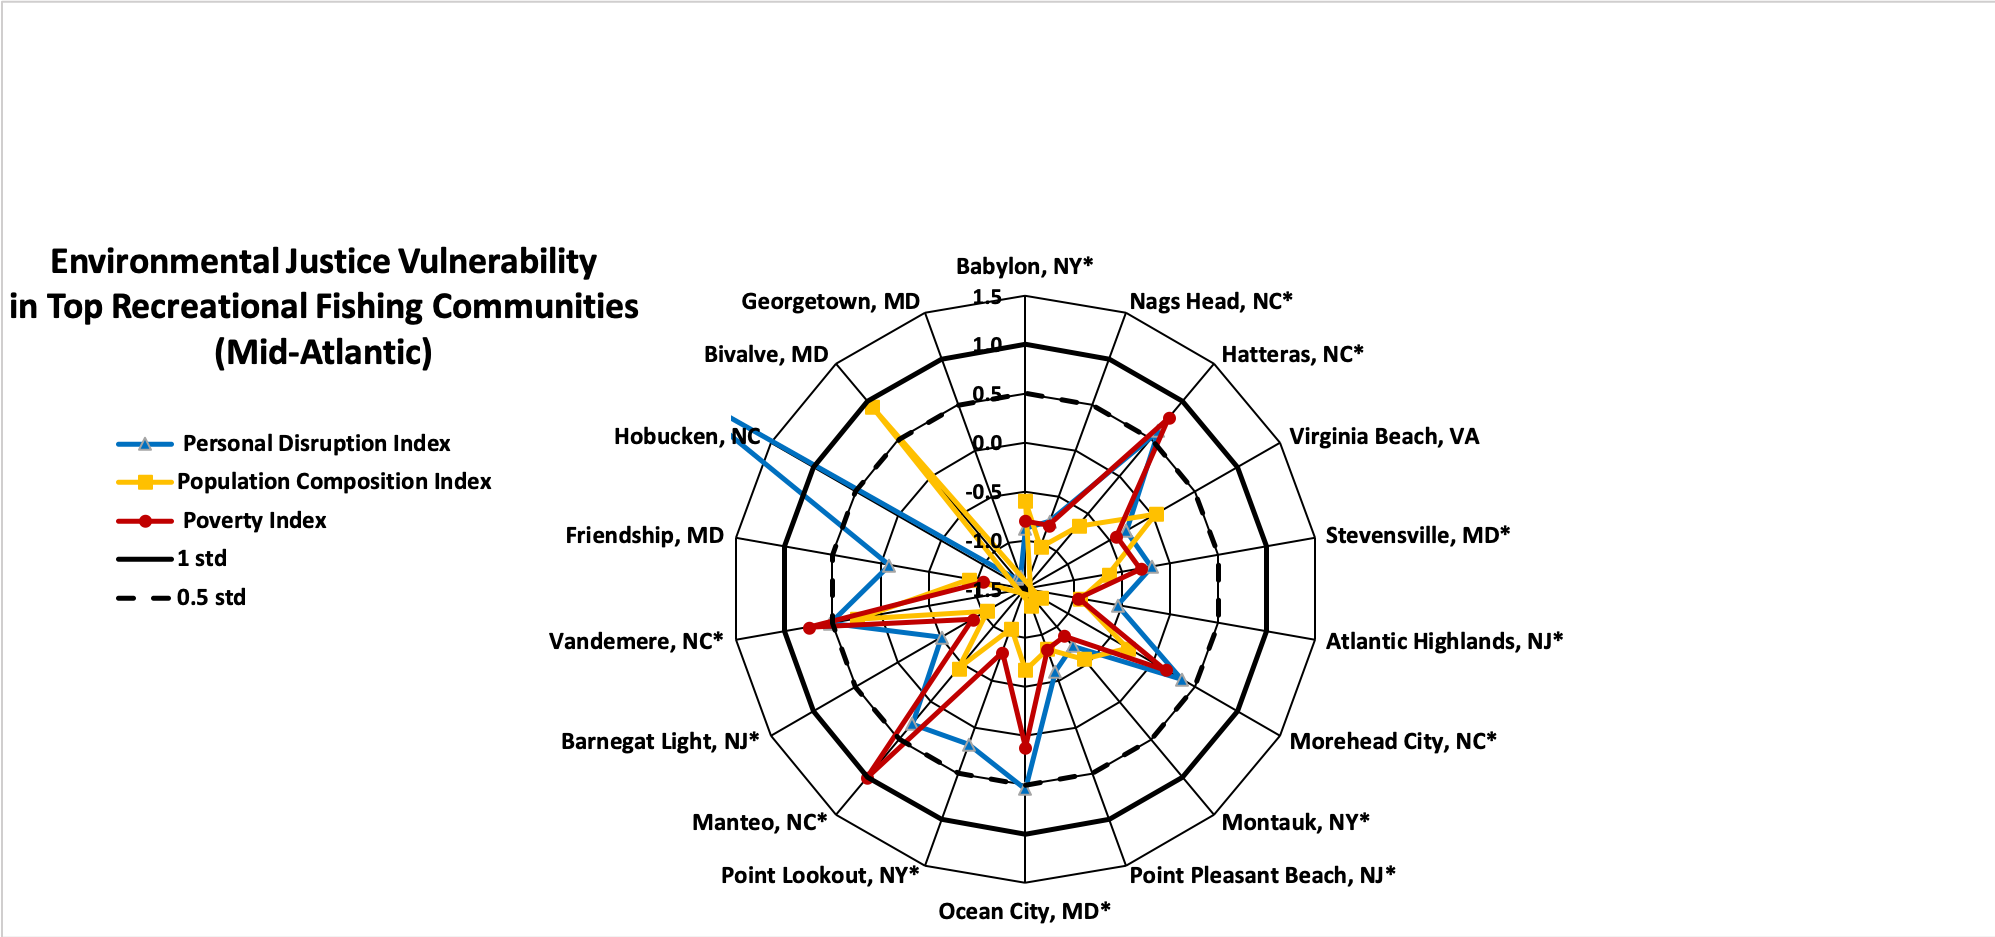 Environmental Justice Vulnerability
in Top Recreational Fishing Communities
(Mid-Atlantic)
Personal Disruption Index
Population Composition Index
Poverty Index
1 std
0.5 std
Babylon, NY*
Nags Head, NC*
Hatteras, NC*
Virginia Beach, VA
Stevensville, MD*
Atlantic Highlands, NJ*
Morehead City, NC*
Montauk, NY*
Point Pleasant Beach, NJ*
Ocean City, MD*
Point Lookout, NY*
Manteo, NC*
Barnegat Light, NJ*
Vandemere, NC*
Friendship, MD
Hobucken, NC
Bivalve, MD
Georgetown, MD
1.5
1.0
0.5
0.0
-0.5
-1.0
-1.5